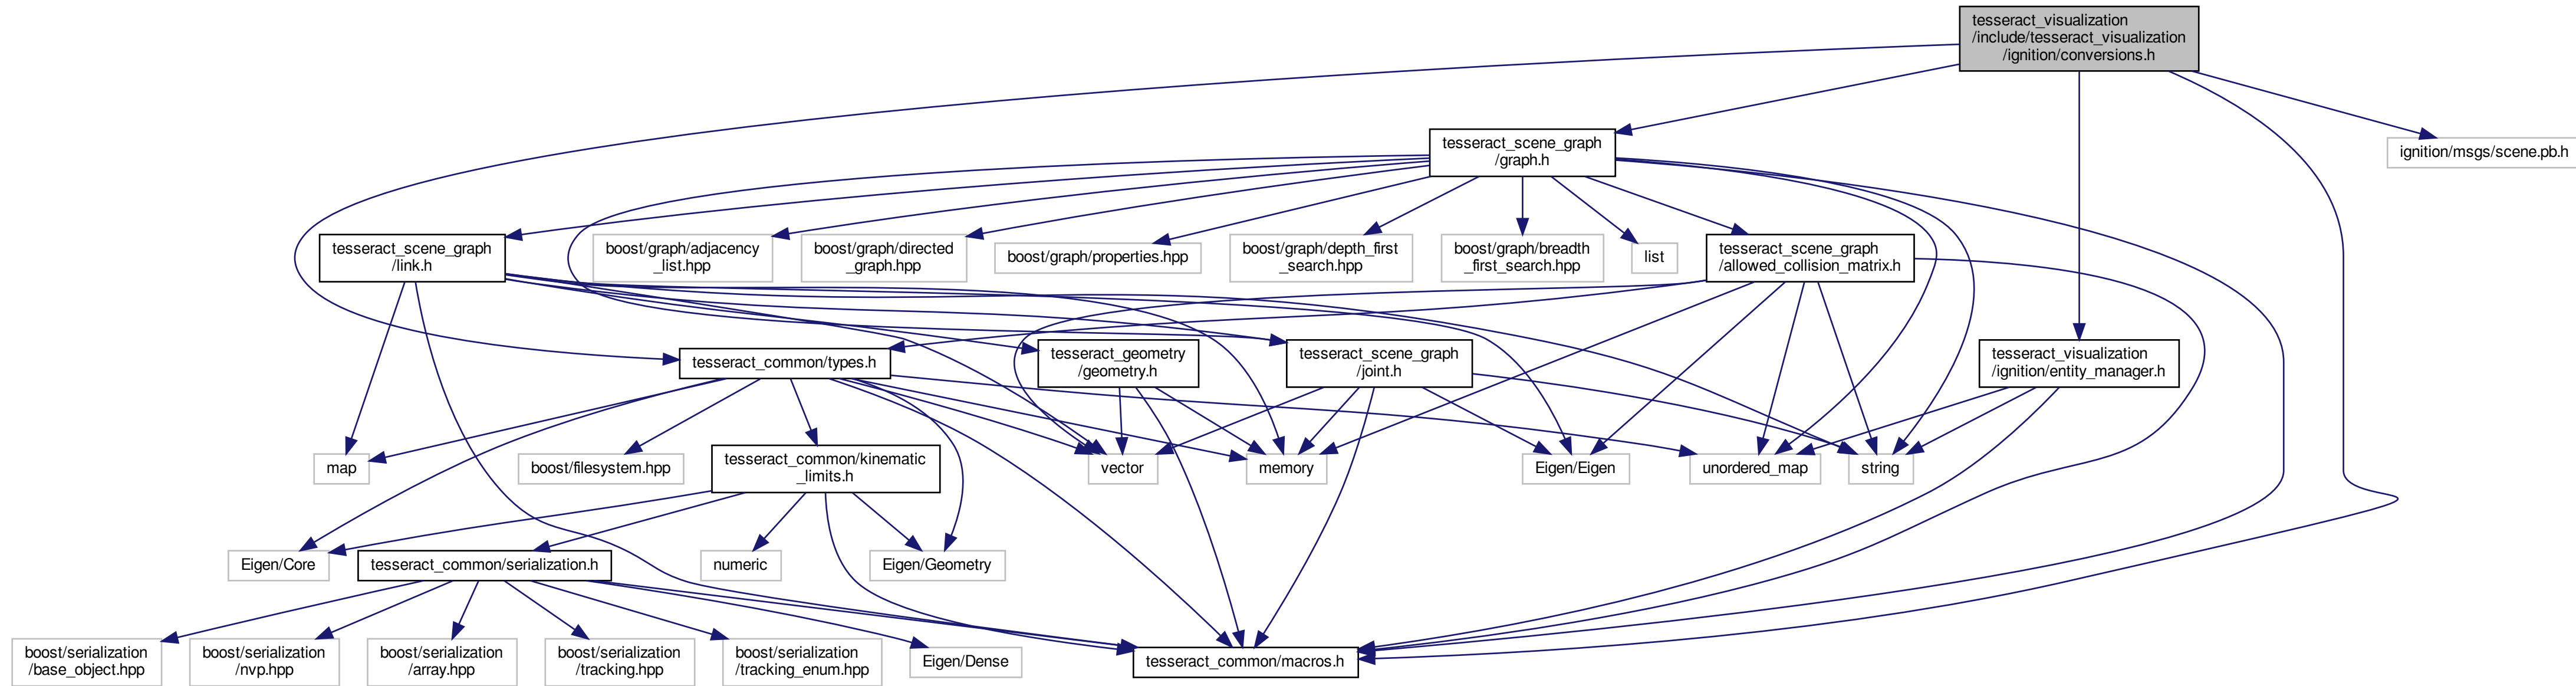 tesseract_visualization
/include/tesseract_visualization
/ignition/conversions.h
tesseract_scene_graph
/graph.h
ignition/msgs/scene.pb.h
tesseract_scene_graph
/link.h
boost/graph/adjacency
_list.hpp
boost/graph/directed
_graph.hpp
boost/graph/properties.hpp
boost/graph/depth_first
_search.hpp
boost/graph/breadth
_first_search.hpp
list
tesseract_scene_graph
/allowed_collision_matrix.h
tesseract_common/types.h
tesseract_geometry
/geometry.h
tesseract_scene_graph
/joint.h
tesseract_visualization
/ignition/entity_manager.h
map
boost/filesystem.hpp
tesseract_common/kinematic
_limits.h
vector
memory
Eigen/Eigen
unordered_map
string
Eigen/Core
tesseract_common/serialization.h
numeric
Eigen/Geometry
boost/serialization
/base_object.hpp
boost/serialization
/nvp.hpp
boost/serialization
/array.hpp
boost/serialization
/tracking.hpp
boost/serialization
/tracking_enum.hpp
Eigen/Dense
tesseract_common/macros.h